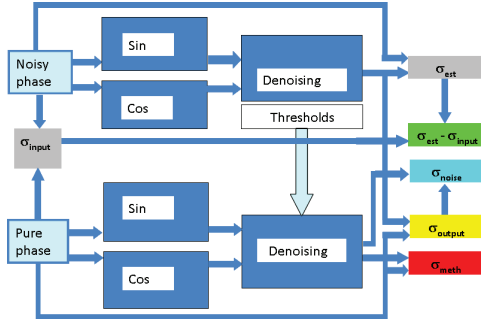 Noisy
phase
Sin
Cos
Denoising
σest
Thresholds
σinput
σest - σinput
σnoise
Pure
phase
Sin
Cos
Denoising
σoutput
σmeth